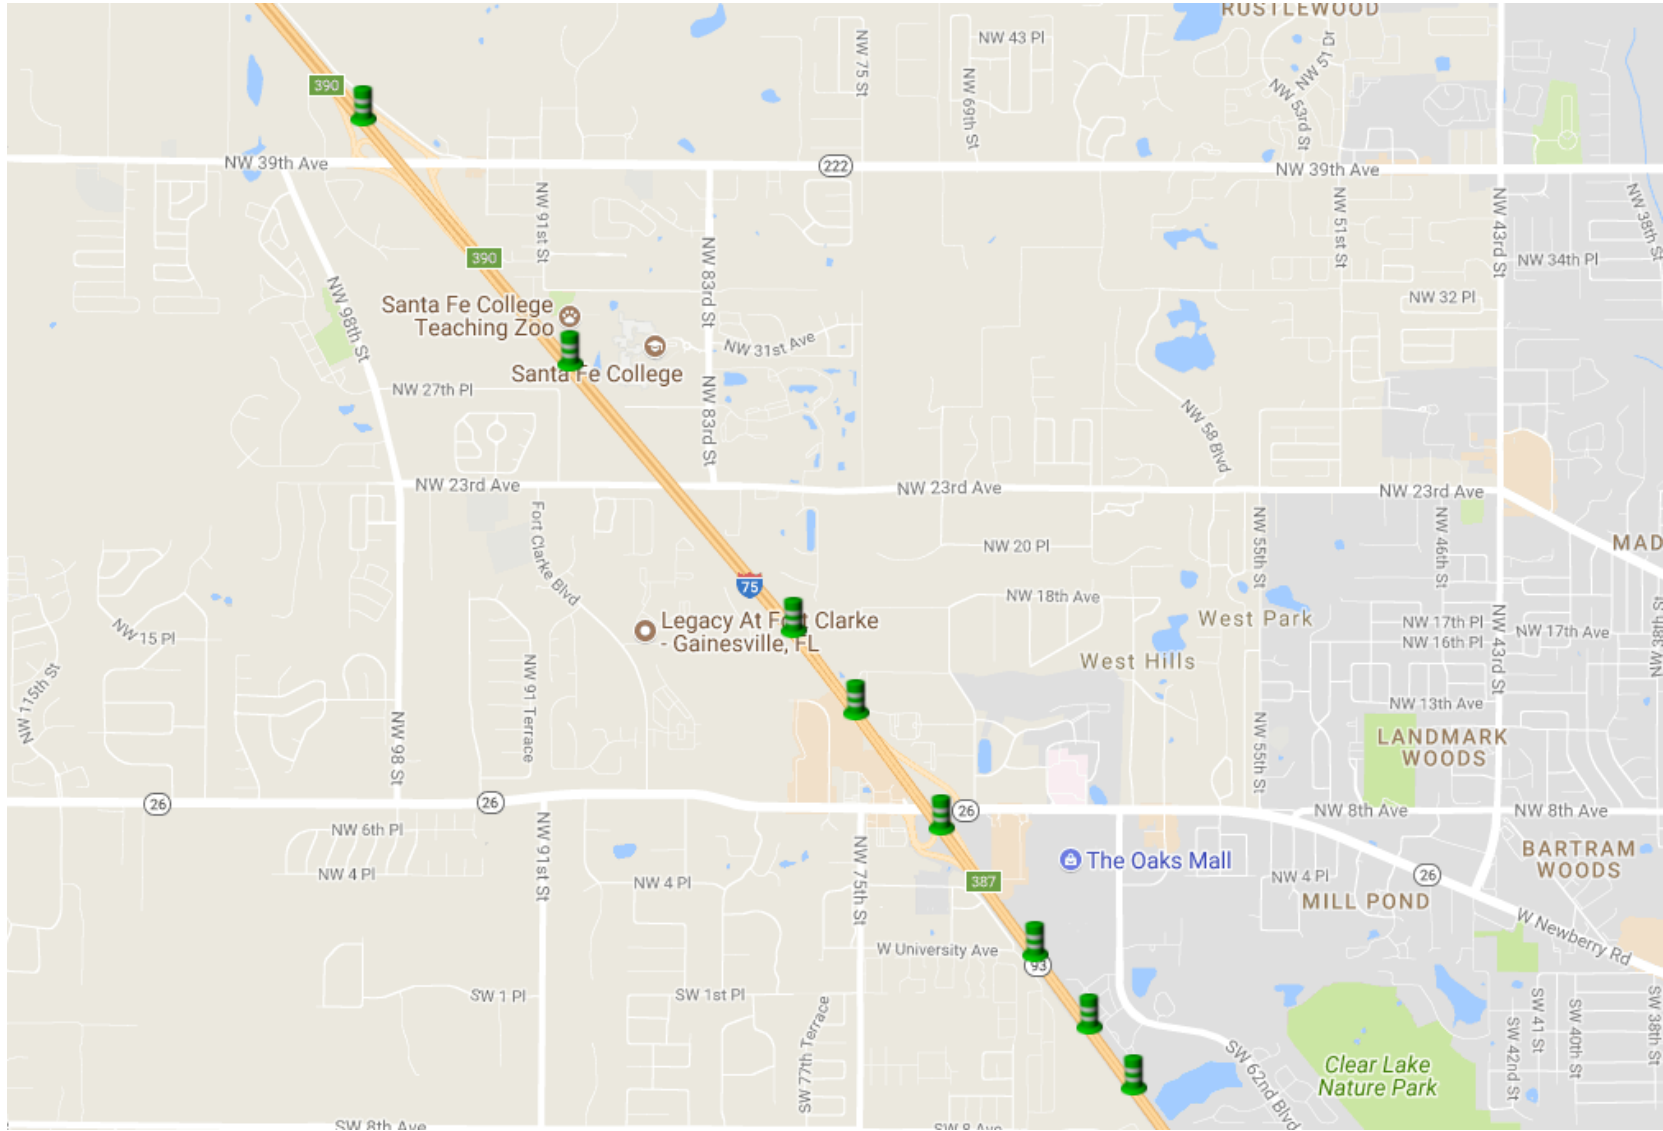 RUSTLEWOOD
NW 43 Pl
NW 75 St
NW 51 Dr
NW 69th St
NW 53rd St
390
NW 39th Ave
222
NW 39th Ave
NW 91st St
NW 51st St
NW 43rd St
NW 38th St
390
NW 83rd St
NW 34th Pl
NW 98th St
NW 32 Pl
Santa Fe College
Teaching Zoo
NW 31st Ave
Santa Fe College
NW 27th Pl
NW 83rd St
NW 58 Blvd
NW 23rd Ave
NW 23rd Ave
NW 23rd Ave
Fort Clarke Blvd
NW 55th St
NW 46th St
NW 20 Pl
MAD
75
NW 18th Ave
Legacy At Fort Clarke
- Gainesville, FL
West Park
NW 15 Pl
NW 17th Pl
NW 17th Ave
NW 16th Pl
NW 43rd St
NW 38th St
West Hills
NW 115th St
NW 91 Terrace
NW 13th Ave
NW 98 St
NW 55th St
LANDMARK
WOODS
26
26
26
NW 8th Ave
NW 8th Ave
NW 6th Pl
NW 91st St
NW 75th St
BARTRAM
WOODS
The Oaks Mall
NW 4 Pl
NW 4 Pl
387
NW 4 Pl
26
MILL POND
W Newberry Rd
W University Ave
93
SW 1 Pl
SW 1st Pl
SW 77th Terrace
SW 41 St
SW 40th St
SW 38th St
SW 42nd St
SW 62nd Blvd
Clear Lake
Nature Park
SW 8th Ave
SW 8 Ave